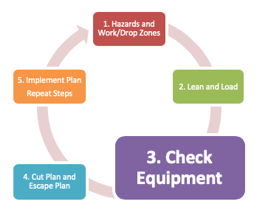 1. Hazards and
Work/Drop Zones
2. Lean and Load
3. Check
Equipment
4. Cut Plan and
Escape Plan
5. Implement Plan
Repeat Steps